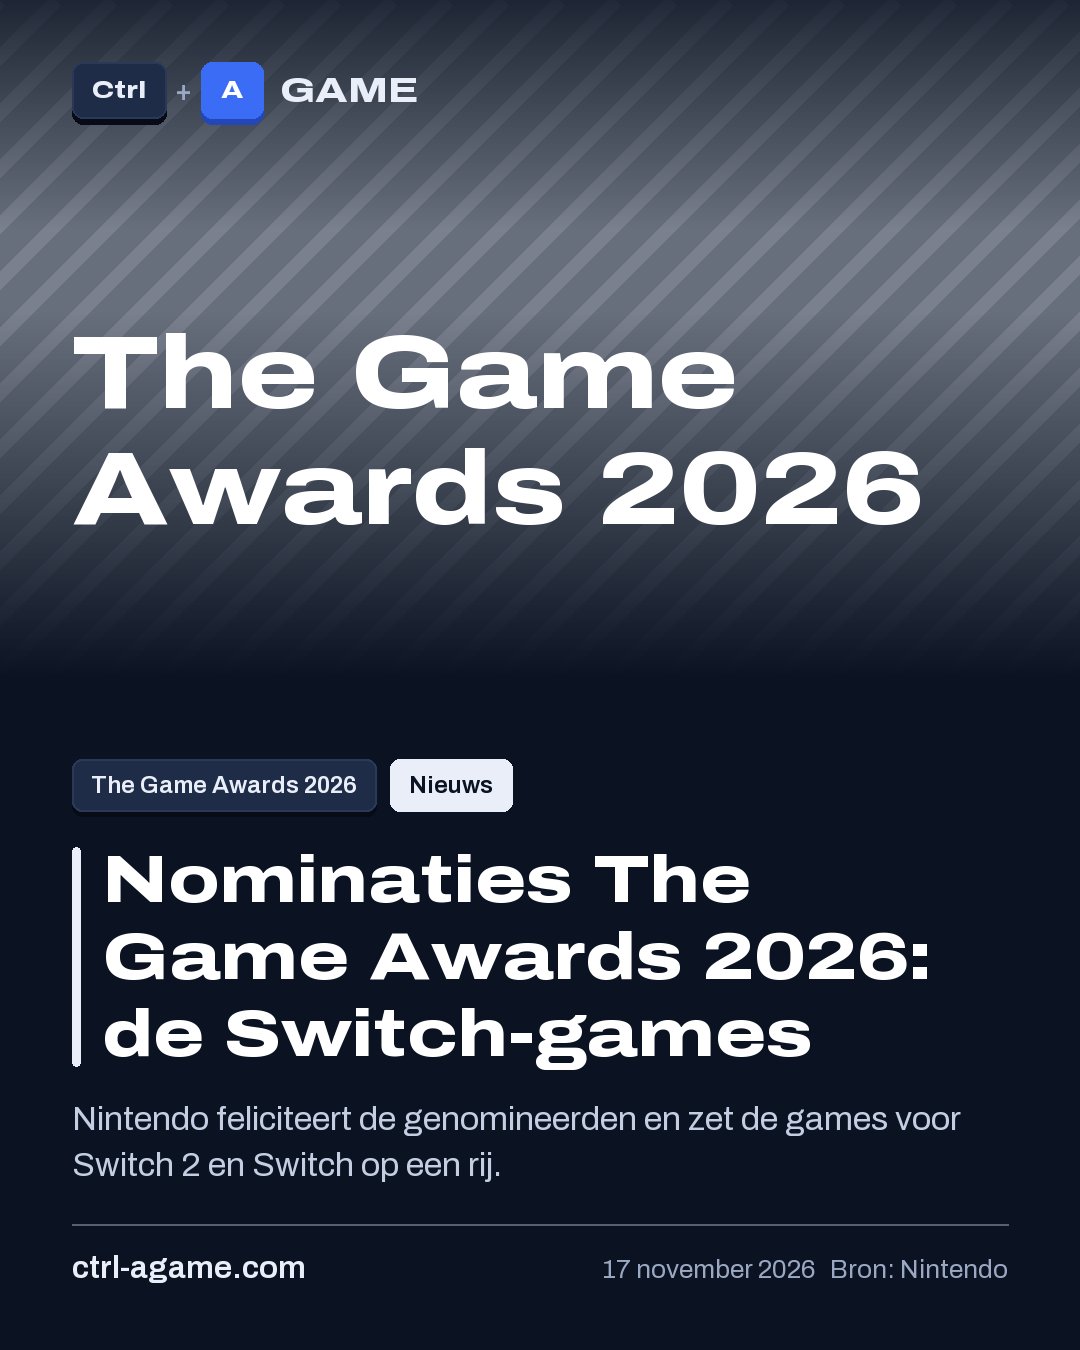 Ctrl + A GAME
The Game
Awards 2026
The Game Awards 2026 Nieuws
Nominaties The
Game Awards 2026:
de Switch-games
Nintendo feliciteert de genomineerden en zet de games voor
Switch 2 en Switch op een rij.
ctrl-agame.com 17 november 2026 Bron: Nintendo